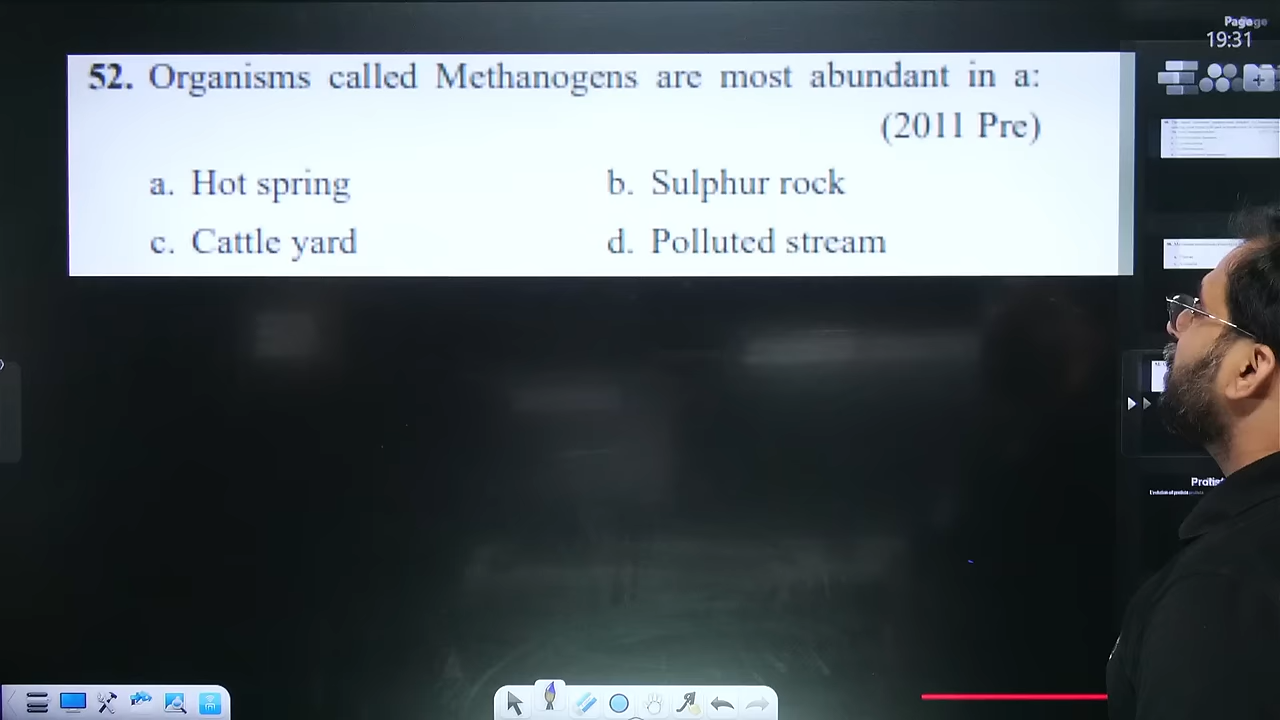 Page
19:31
52. Organisms called Methanogens are most abundant in a:
(2011 Pre)
a. Hot spring
b. Sulphur rock
c. Cattle yard
d. Polluted stream